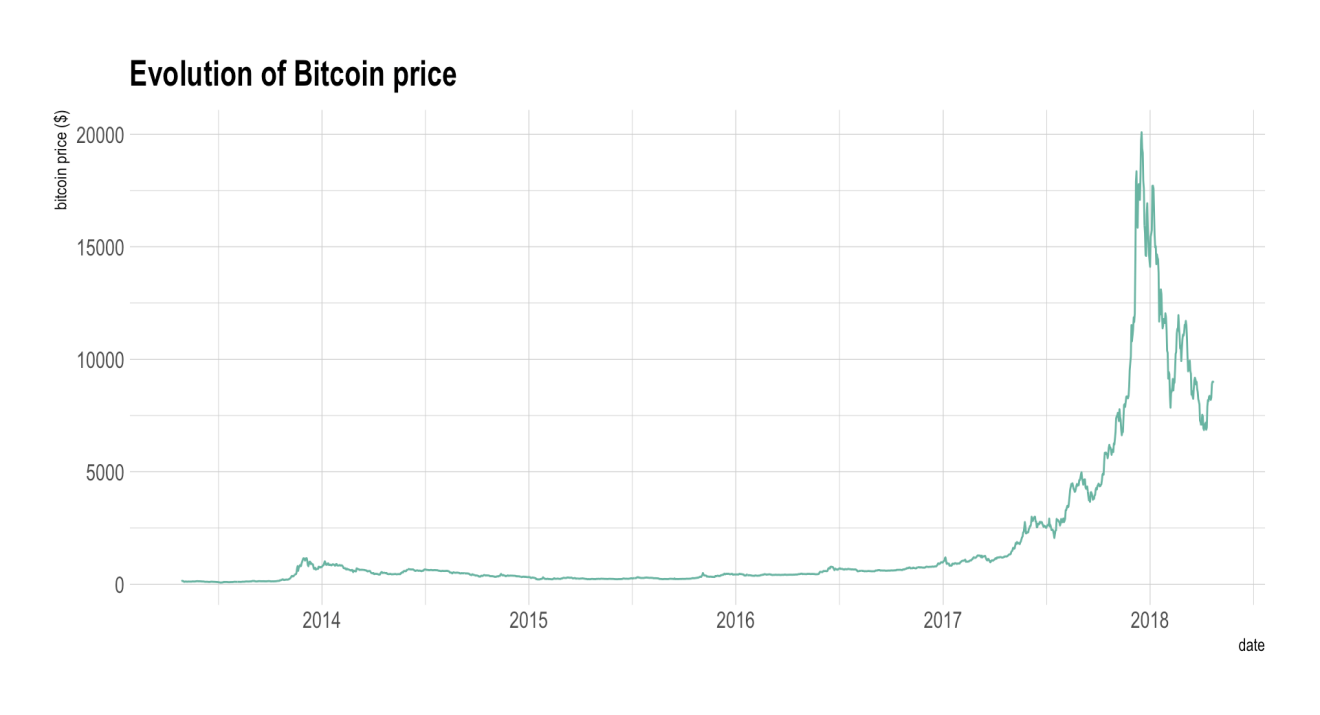 Evolution of Bitcoin price
bitcoin price ($)
20000
15000
10000
5000
0
2014 2015 2016 2017 2018
date